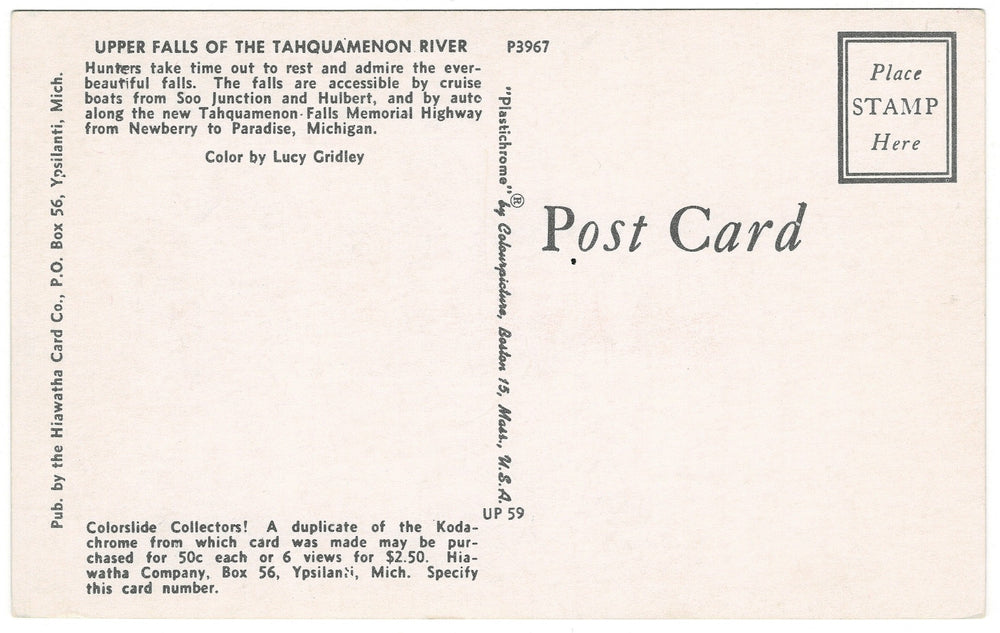 UPPER FALLS OF THE TAHQUAMENON RIVER
Hunters take time out to rest and admire the ever-
beautiful falls. The falls are accessible by cruise
boats from Soo Junction and Hulbert, and by auto
along the new Tahquamenon-Falls Memorial Highway
from Newberry to Paradise, Michigan.
Color by Lucy Gridley
Pub. by the Hiawatha Card Co., P.O. Box 56, Ypsilanti, Mich.
Colorslide Collectors! A duplicate of the Koda-
chrome from which card was made may be pur-
chased for 50c each or 6 views for $2.50. Hia-
watha Company, Box 56, Ypsilanti, Mich. Specify
this card number.
P3967
"Plastichrome"® by Colourpicture, Boston 15, Mass., U.S.A.
UP 59
Post Card
Place
STAMP
Here